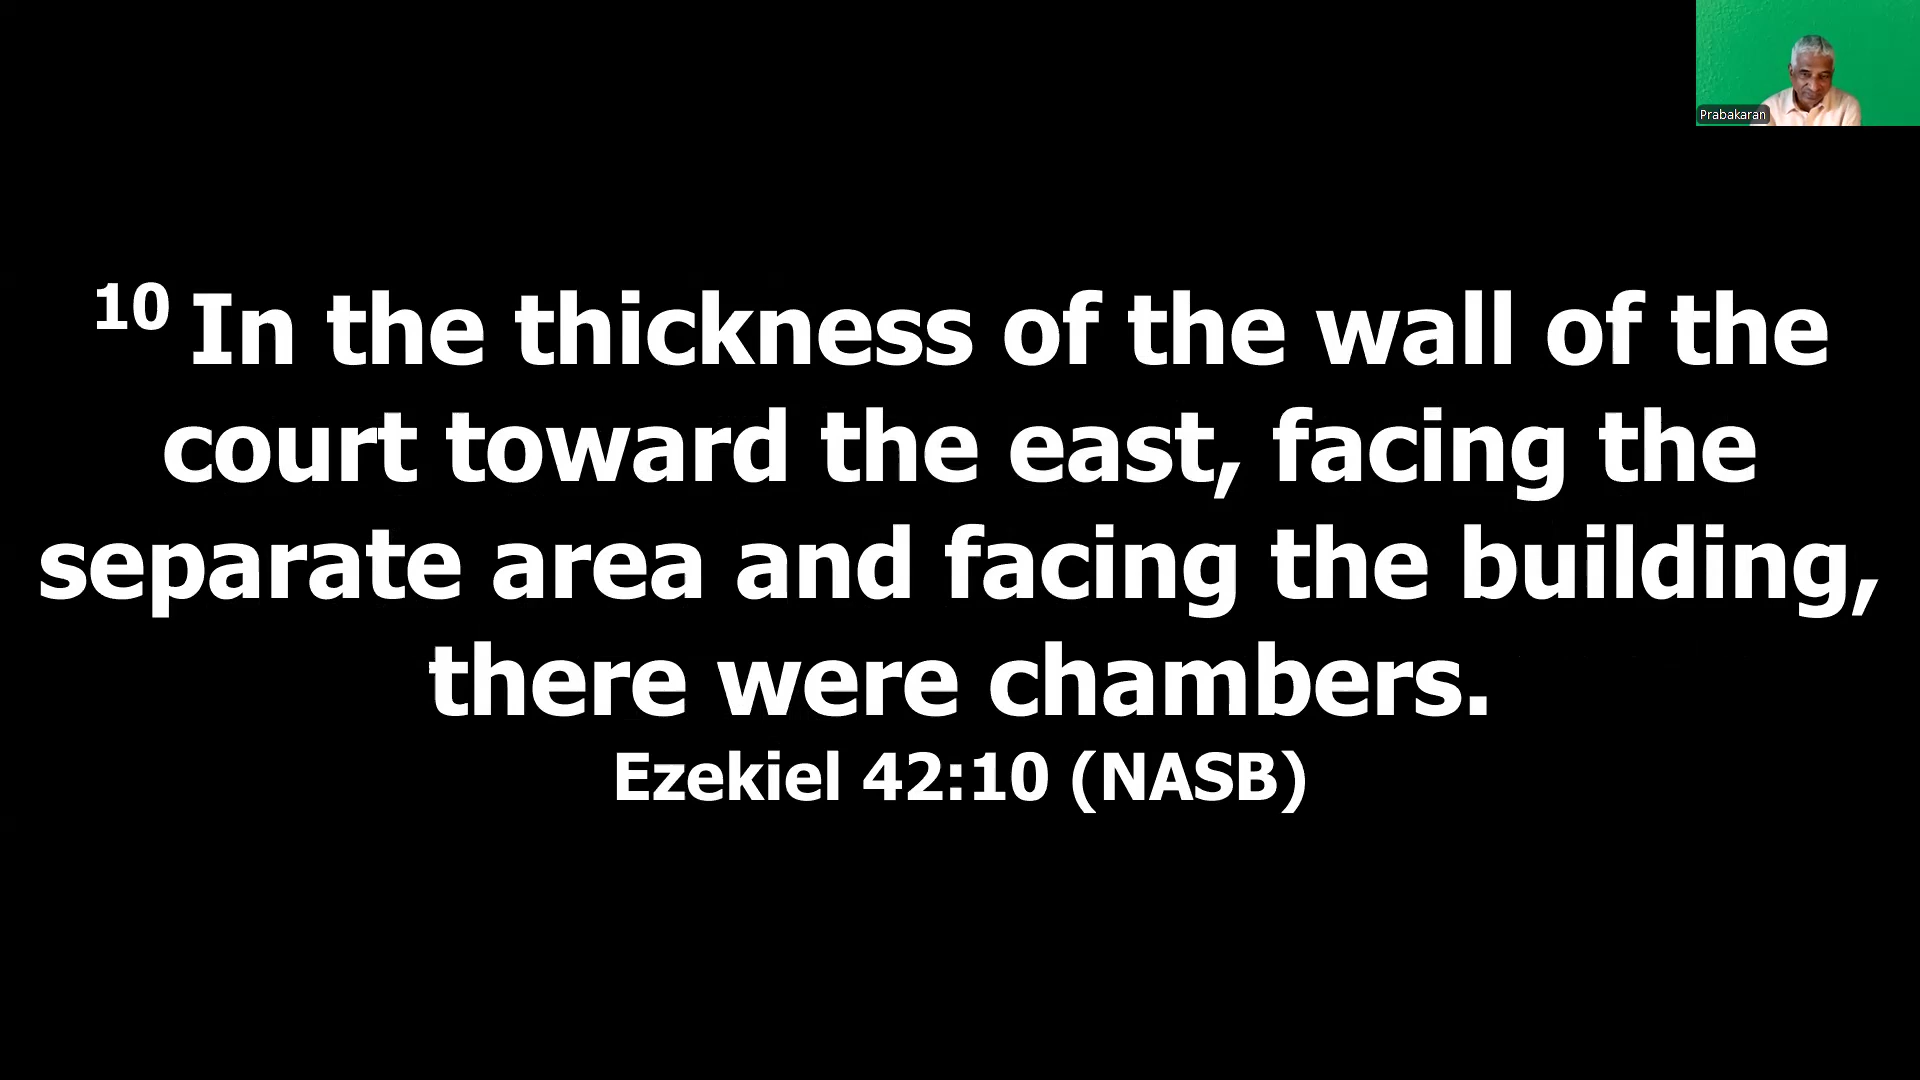 Prabakaran
10 In the thickness of the wall of the
court toward the east, facing the
separate area and facing the building,
there were chambers.
Ezekiel 42:10 (NASB)